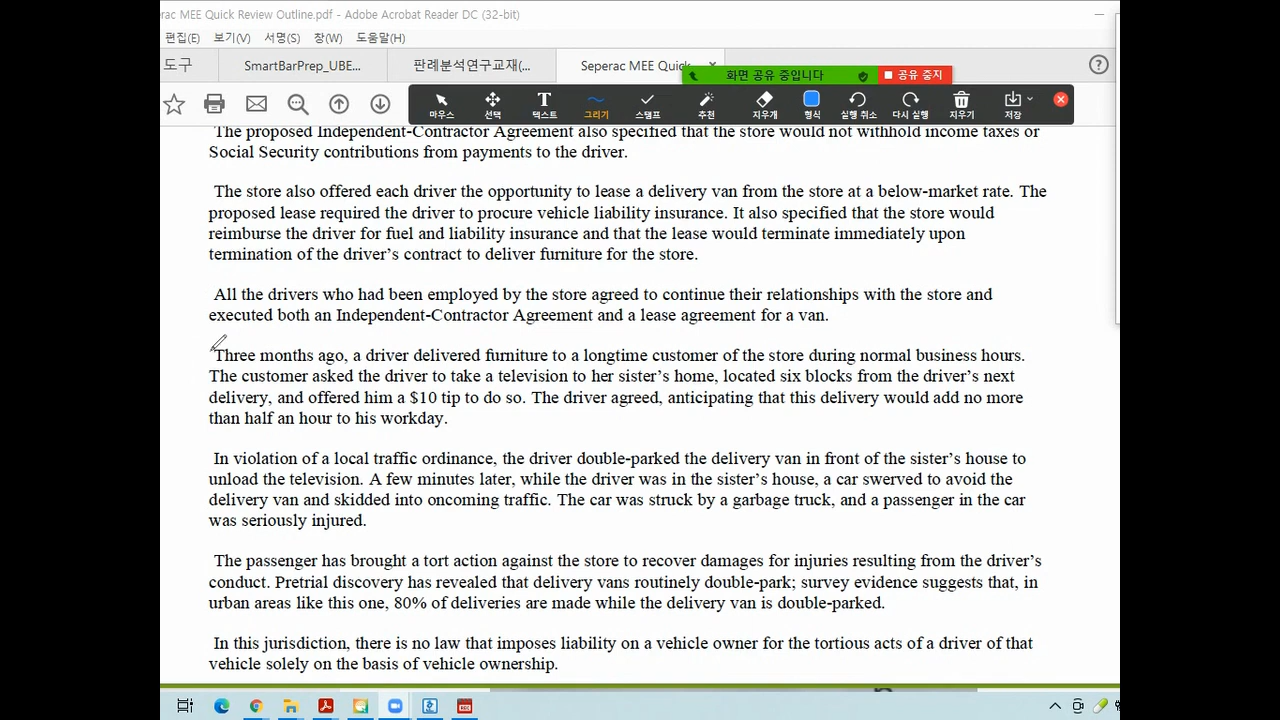 erac MEE Quick Review Outline.pdf - Adobe Acrobat Reader DC (32-bit)
편집(E) 보기(V) 서명(S) 창(W) 도움말(H)
도구 SmartBarPrep_UBE... 판례분석연구교재(... Seperac MEE Quick
화면 공유 중입니다 공유 중지
마우스 선택 텍스트 그리기 스탬프 추천 지우개 형식 실행 취소 다시 실행 지우기 저장
The proposed Independent-Contractor Agreement also specified that the store would not withhold income taxes or
Social Security contributions from payments to the driver.
The store also offered each driver the opportunity to lease a delivery van from the store at a below-market rate. The
proposed lease required the driver to procure vehicle liability insurance. It also specified that the store would
reimburse the driver for fuel and liability insurance and that the lease would terminate immediately upon
termination of the driver's contract to deliver furniture for the store.
All the drivers who had been employed by the store agreed to continue their relationships with the store and
executed both an Independent-Contractor Agreement and a lease agreement for a van.
Three months ago, a driver delivered furniture to a longtime customer of the store during normal business hours.
The customer asked the driver to take a television to her sister's home, located six blocks from the driver's next
delivery, and offered him a $10 tip to do so. The driver agreed, anticipating that this delivery would add no more
than half an hour to his workday.
In violation of a local traffic ordinance, the driver double-parked the delivery van in front of the sister's house to
unload the television. A few minutes later, while the driver was in the sister's house, a car swerved to avoid the
delivery van and skidded into oncoming traffic. The car was struck by a garbage truck, and a passenger in the car
was seriously injured.
The passenger has brought a tort action against the store to recover damages for injuries resulting from the driver's
conduct. Pretrial discovery has revealed that delivery vans routinely double-park; survey evidence suggests that, in
urban areas like this one, 80% of deliveries are made while the delivery van is double-parked.
In this jurisdiction, there is no law that imposes liability on a vehicle owner for the tortious acts of a driver of that
vehicle solely on the basis of vehicle ownership.